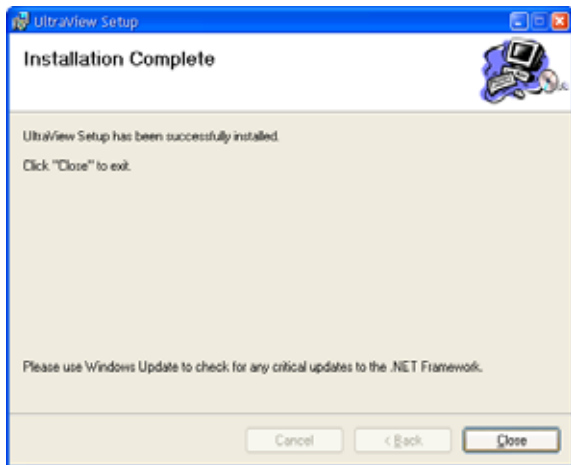 UltraView Setup
Installation Complete
UltraView Setup has been successfully installed.
Click "Close" to exit.
Please use Windows Update to check for any critical updates to the .NET Framework.
Cancel
< Back
Close